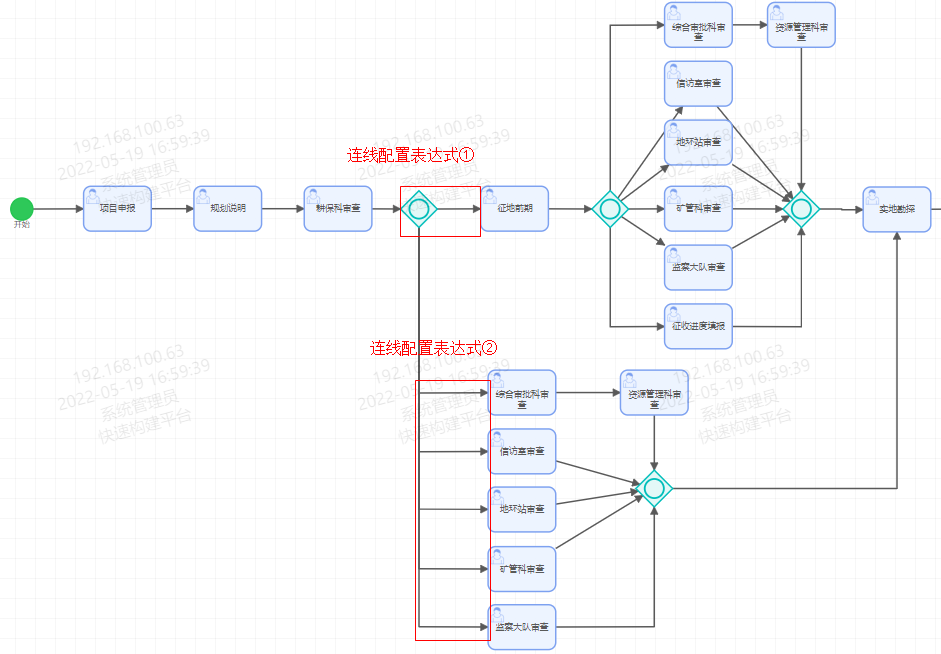 综合审批科审
查
资源管理科审
查
信访室审查
192.168.100.63
2022-05-19 16:59:39
系统管理员
快速构建平台
192.168.100.63
2022-05-19 16:59:39
系统管理员
快速构建平台
192.168.100.63
2022-05-19 16:59:39
系统管理员
快速构建平台
地环站审查
连线配置表达式①
开始
项目申报
规划说明
耕保科审查
征地前期
矿管科审查
实地勘探
监察大队审查
征收进度填报
连线配置表达式②
192.168.100.63
2022-05-19 16:59:39
系统管理员
快速构建平台
192.168.100.63
2022-05-19 16:59:39
系统管理员
快速构建平台
192.168.100.63
2022-05-19 16:59:39
系统管理员
快速构建平台
综合审批科审
查
资源管理科审
查
信访室审查
地环站审查
矿管科审查
监察大队审查